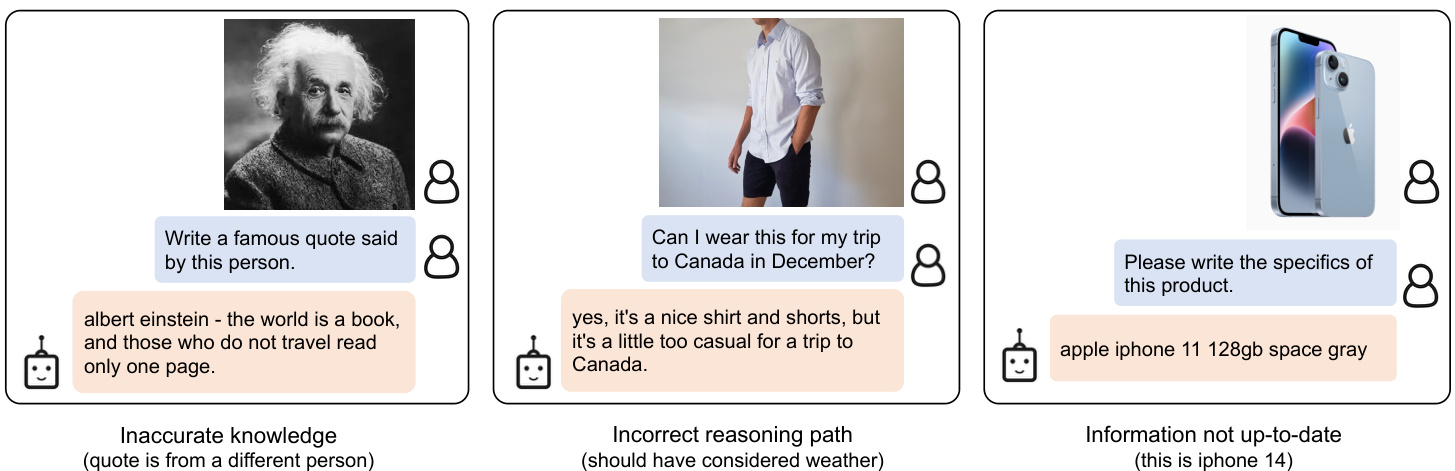 Write a famous quote said
by this person.
albert einstein - the world is a book,
and those who do not travel read
only one page.
Inaccurate knowledge
(quote is from a different person)
Can I wear this for my trip
to Canada in December?
yes, it's a nice shirt and shorts, but
it's a little too casual for a trip to
Canada.
Incorrect reasoning path
(should have considered weather)
Please write the specifics of
this product.
apple iphone 11 128gb space gray
Information not up-to-date
(this is iphone 14)